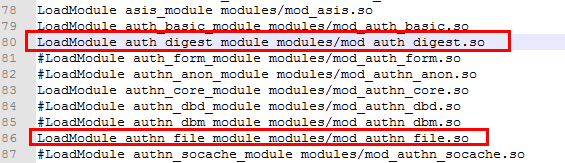 78 LoadModule asis_module modules/mod_asis.so
79 LoadModule auth_basic_module modules/mod_auth_basic.so
80 LoadModule auth_digest_module modules/mod_auth_digest.so
81 #LoadModule auth_form_module modules/mod_auth_form.so
82 #LoadModule authn_anon_module modules/mod_authn_anon.so
83 LoadModule authn_core_module modules/mod_authn_core.so
84 #LoadModule authn_dbd_module modules/mod_authn_dbd.so
85 #LoadModule authn_dbm_module modules/mod_authn_dbm.so
86 LoadModule authn_file_module modules/mod_authn_file.so
87 #LoadModule authn_socache_module modules/mod_authn_socache.so